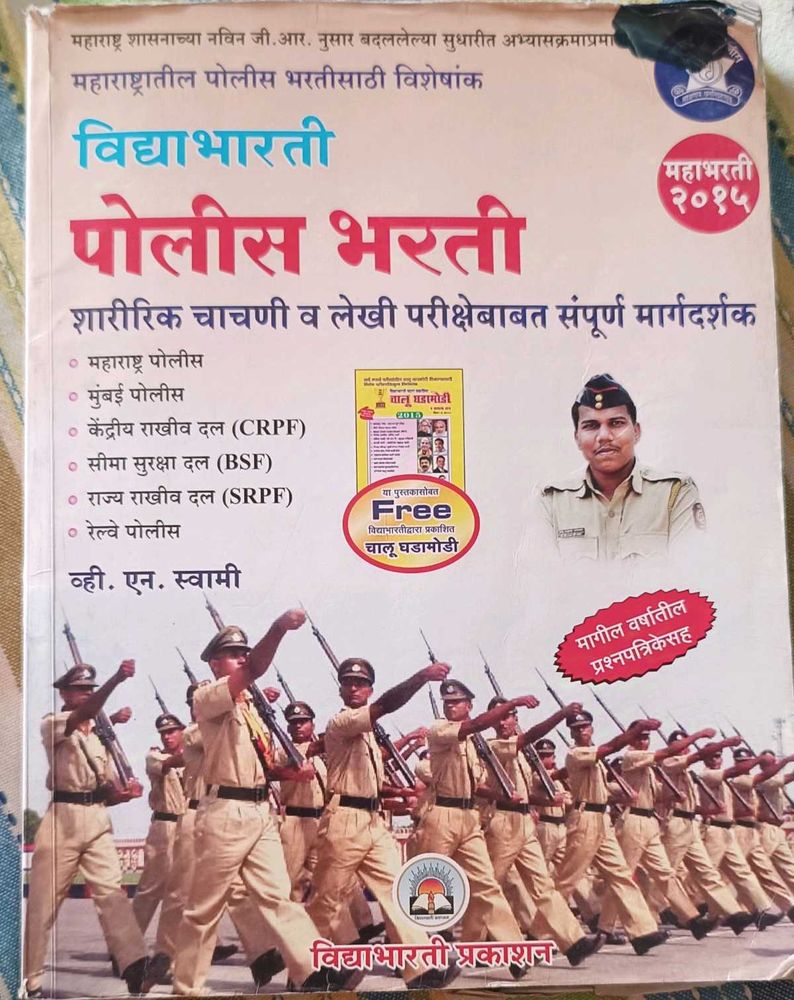 महाराष्ट्र शासनाच्या नविन जी.आर. नुसार बदललेल्या सुधारीत अभ्यासक्रमाप्रमा
महाराष्ट्रातील पोलीस भरतीसाठी विशेषांक
विद्याभारती
महाभरती
२०१५
पोलीस भरती
शारीरिक चाचणी व लेखी परीक्षेबाबत संपूर्ण मार्गदर्शक
महाराष्ट्र पोलीस
मुंबई पोलीस
केंद्रीय राखीव दल (CRPF)
सीमा सुरक्षा दल (BSF)
राज्य राखीव दल (SRPF)
रेल्वे पोलीस
चालू घडामोडी
2015
या पुस्तकासोबत
Free
विद्याभारतीद्वारा प्रकाशित
चालू घडामोडी
व्ही. एन. स्वामी
मागील वर्षातील
प्रश्नपत्रिकेसह
विद्याभारती प्रकाशन